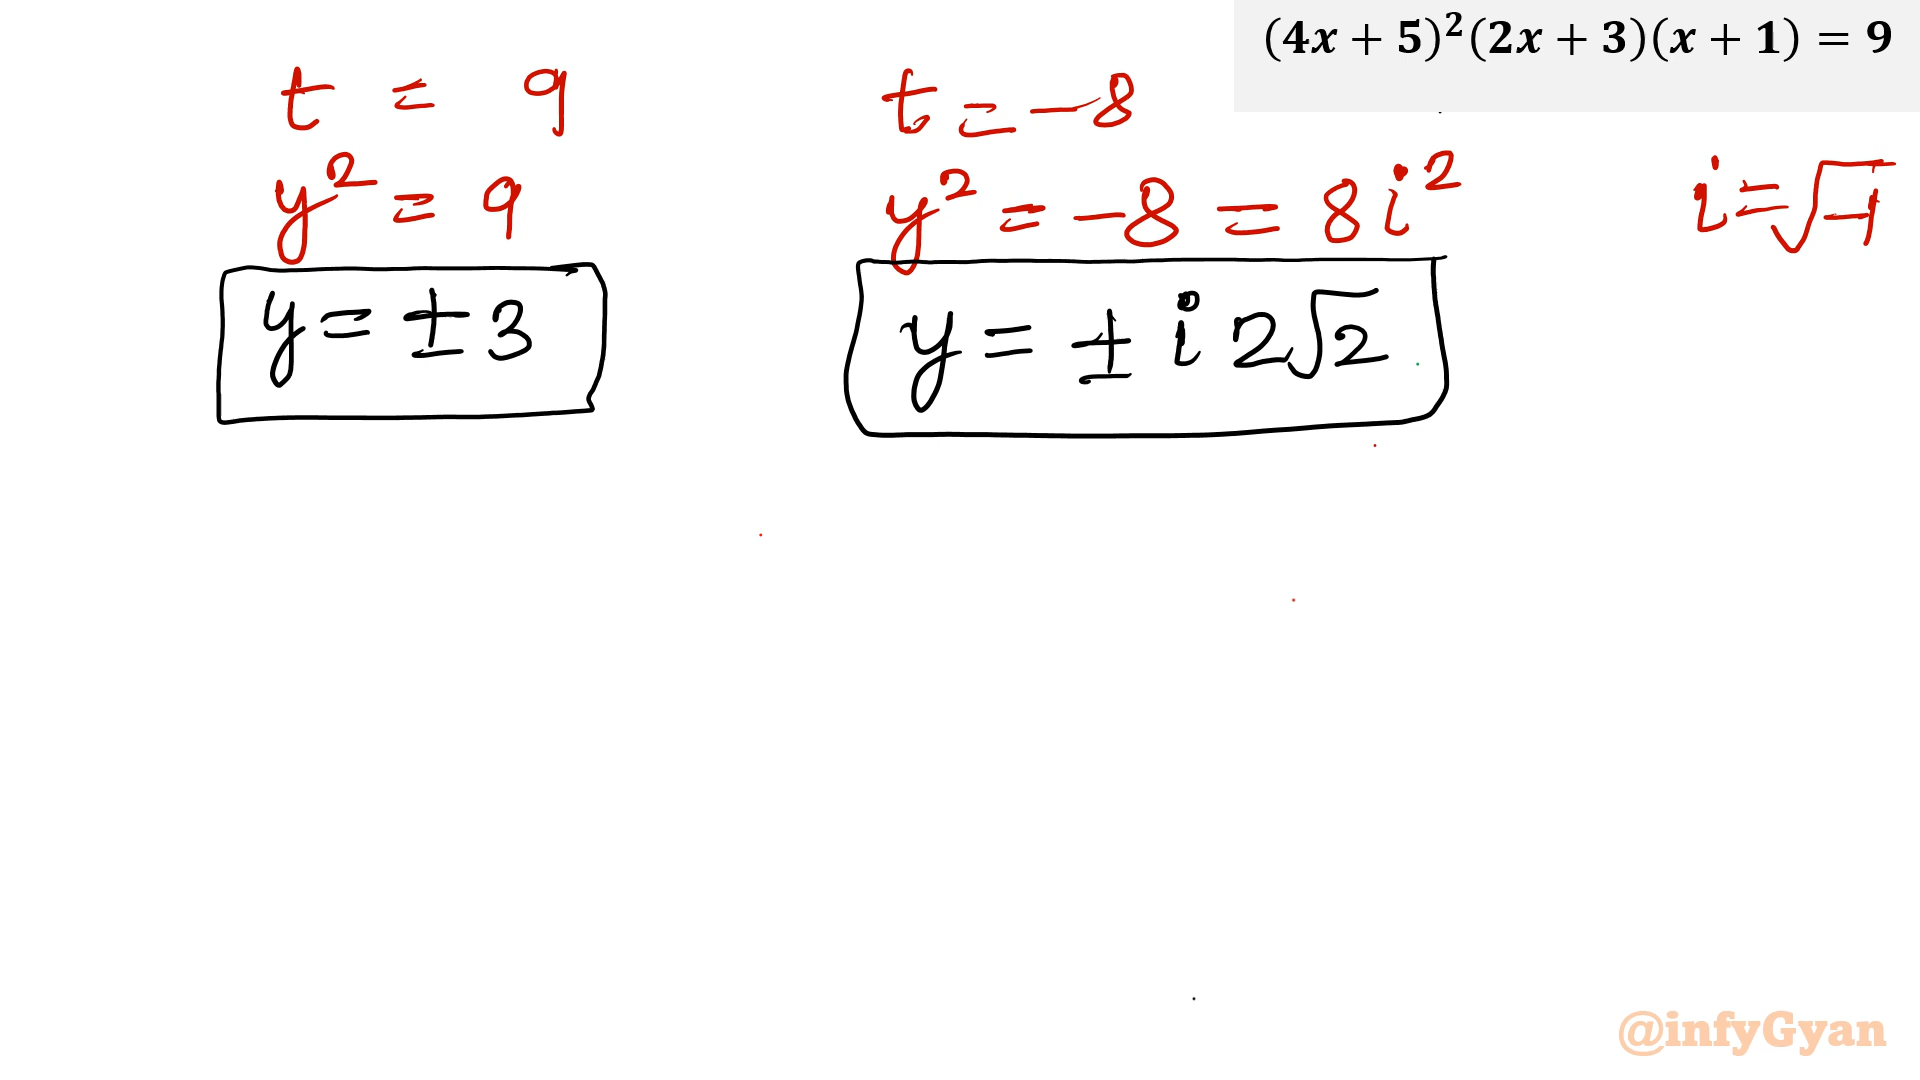 (4x + 5)²(2x + 3)(x + 1) = 9
t = 9
y² = 9
y = ± 3
t = -8
y² = -8 = 8i²
y = ± i 2√2
i = √-1
@infyGyan